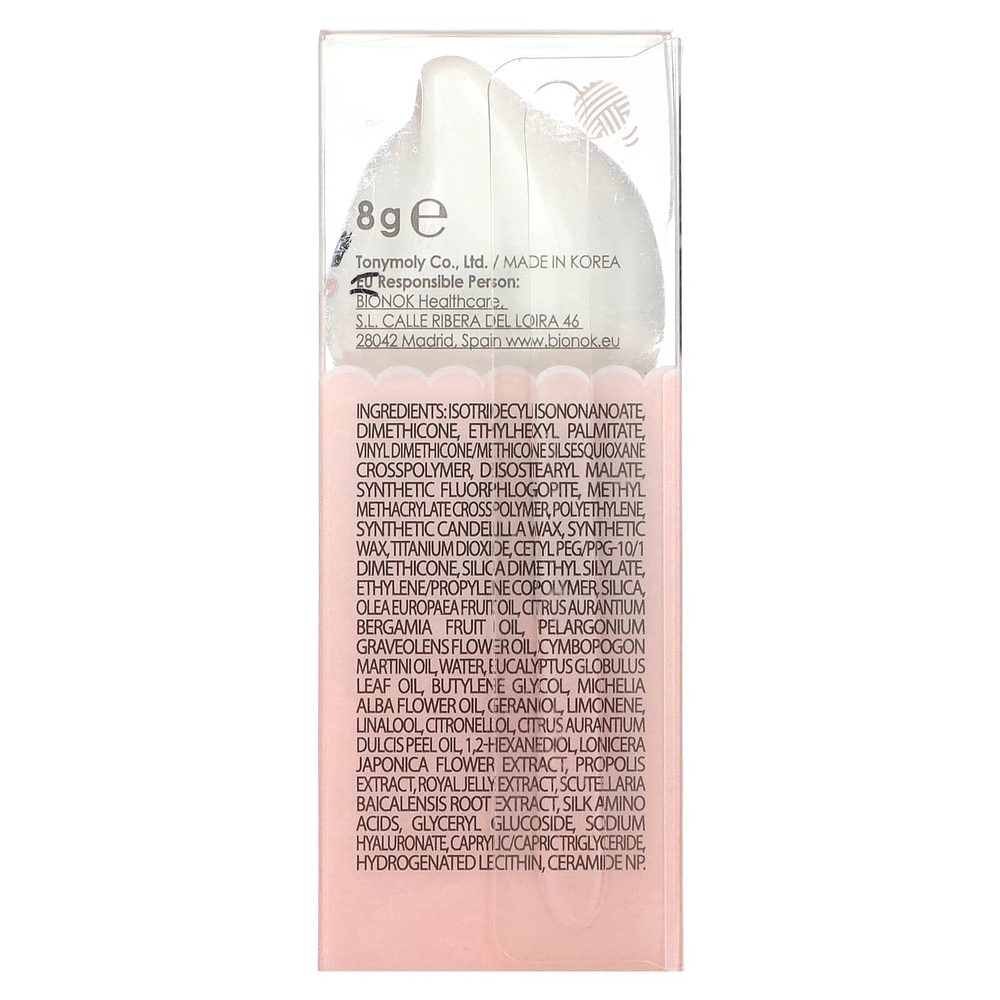 8g℮
Tonymoly Co., Ltd. / MADE IN KOREA
EU Responsible Person:
BIONOK Healthcare,
S.L. CALLE RIBERA DEL LOIRA 46
28042 Madrid, Spain www.bionok.eu
INGREDIENTS: ISOTRIDECYL ISONONANOATE,
DIMETHICONE, ETHYLHEXYL PALMITATE,
VINYL DIMETHICONE/METHICONE SILSESQUIOXANE
CROSSPOLYMER, DIISOSTEARYL MALATE,
SYNTHETIC FLUORPHLOGOPITE, METHYL
METHACRYLATE CROSSPOLYMER, POLYETHYLENE,
SYNTHETIC CANDELILLA WAX, SYNTHETIC
WAX, TITANIUM DIOXIDE, CETYL PEG/PPG-10/1
DIMETHICONE, SILICA DIMETHYL SILYLATE,
ETHYLENE/PROPYLENE COPOLYMER, SILICA,
OLEA EUROPAEA FRUIT OIL, CITRUS AURANTIUM
BERGAMIA FRUIT OIL, PELARGONIUM
GRAVEOLENS FLOWER OIL, CYMBOPOGON
MARTINI OIL, WATER, EUCALYPTUS GLOBULUS
LEAF OIL, BUTYLENE GLYCOL, MICHELIA
ALBA FLOWER OIL, GERANIOL, LIMONENE,
LINALOOL, CITRONELLOL, CITRUS AURANTIUM
DULCIS PEEL OIL, 1,2-HEXANEDIOL, LONICERA
JAPONICA FLOWER EXTRACT, PROPOLIS
EXTRACT, ROYAL JELLY EXTRACT, SCUTELLARIA
BAICALENSIS ROOT EXTRACT, SILK AMINO
ACIDS, GLYCERYL GLUCOSIDE, SODIUM
HYALURONATE, CAPRYLIC/CAPRIC TRIGLYCERIDE,
HYDROGENATED LECITHIN, CERAMIDE NP.